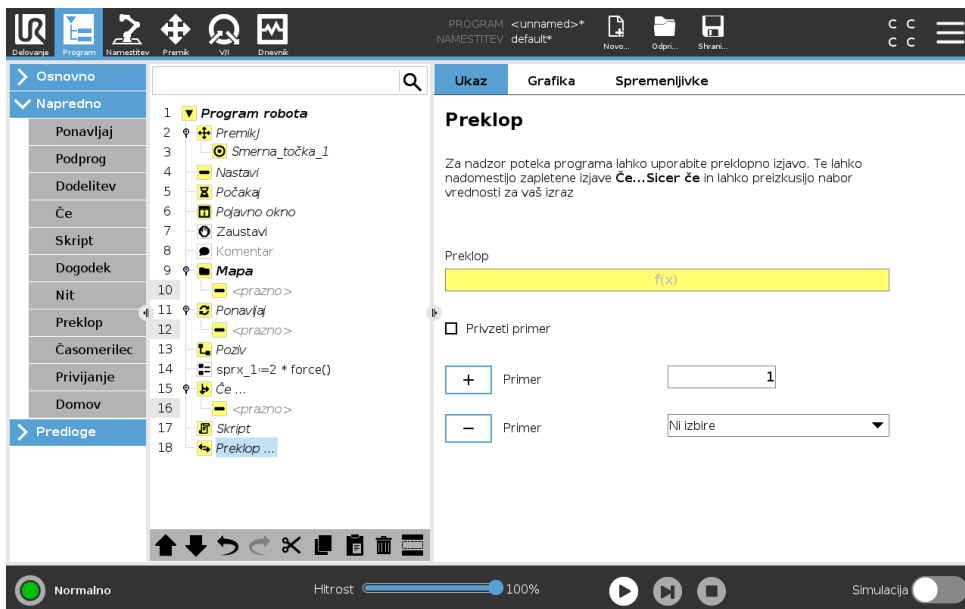 PROGRAM <unnamed>*
NAMESTITEV default*
Delovanje Program Namestitev Premik V/I Dnevnik Novo... Odpri... Shrani...
C C
C C
Osnovno
Napredno
Ponavljaj
Podprog
Dodelitev
Če
Skript
Dogodek
Nit
Preklop
Časomerilec
Privijanje
Domov
Predloge
1 Program robota
2 PremikJ
3 Smerna_točka_1
4 Nastavi
5 Počakaj
6 Pojavno okno
7 Zaustavi
8 Komentar
9 Mapa
10 <prazno>
11 Ponavljaj
12 <prazno>
13 Poziv
14 sprx_1:=2 * force()
15 Če ...
16 <prazno>
17 Skript
18 Preklop ...
Ukaz Grafika Spremenljivke
Preklop
Za nadzor poteka programa lahko uporabite preklopno izjavo. Te lahko
nadomestijo zapletene izjave Če...Sicer če in lahko preizkusijo nabor
vrednosti za vaš izraz
Preklop
f(x)
Privzeti primer
+ Primer 1
− Primer Ni izbire
Normalno Hitrost 100% Simulacija